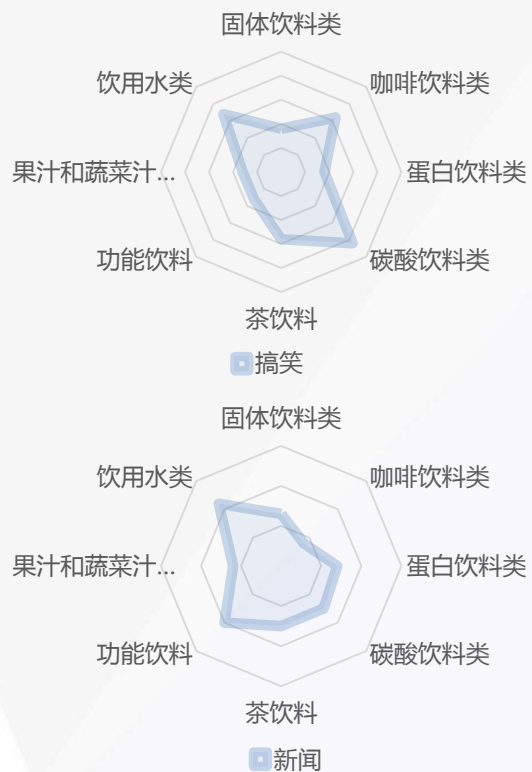 固体饮料类
饮用水类
咖啡饮料类
果汁和蔬菜汁...
蛋白饮料类
功能饮料
碳酸饮料类
茶饮料
搞笑
固体饮料类
饮用水类
咖啡饮料类
果汁和蔬菜汁...
蛋白饮料类
功能饮料
碳酸饮料类
茶饮料
新闻